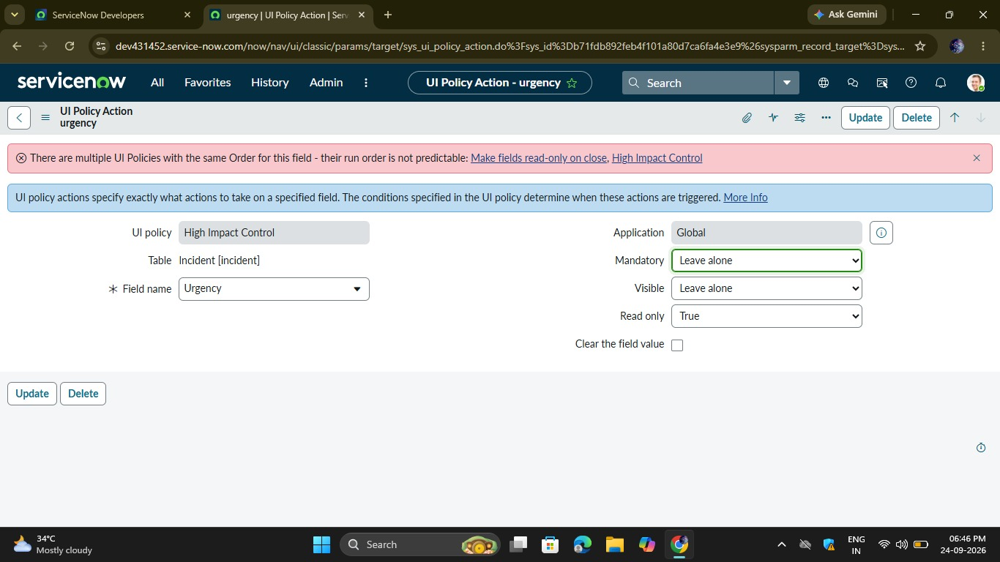 ServiceNow Developers
urgency | UI Policy Action | Serv
Ask Gemini
dev431452.service-now.com/now/nav/ui/classic/params/target/sys_ui_policy_action.do%3Fsys_id%3Db71fdb892feb4f101a80d7ca6fa4e3e9%26sysparm_record_target%3Dsys...
servicenow
All
Favorites
History
Admin
UI Policy Action - urgency
Search
UI Policy Action
urgency
Update
Delete
There are multiple UI Policies with the same Order for this field - their run order is not predictable: Make fields read-only on close, High Impact Control
UI policy actions specify exactly what actions to take on a specified field. The conditions specified in the UI policy determine when these actions are triggered. More Info
UI policy
High Impact Control
Application
Global
Table
Incident [incident]
Mandatory
Leave alone
Field name
Urgency
Visible
Leave alone
Read only
True
Clear the field value
Update
Delete
34°C
Mostly cloudy
Search
ENG
IN
06:46 PM
24-09-2026